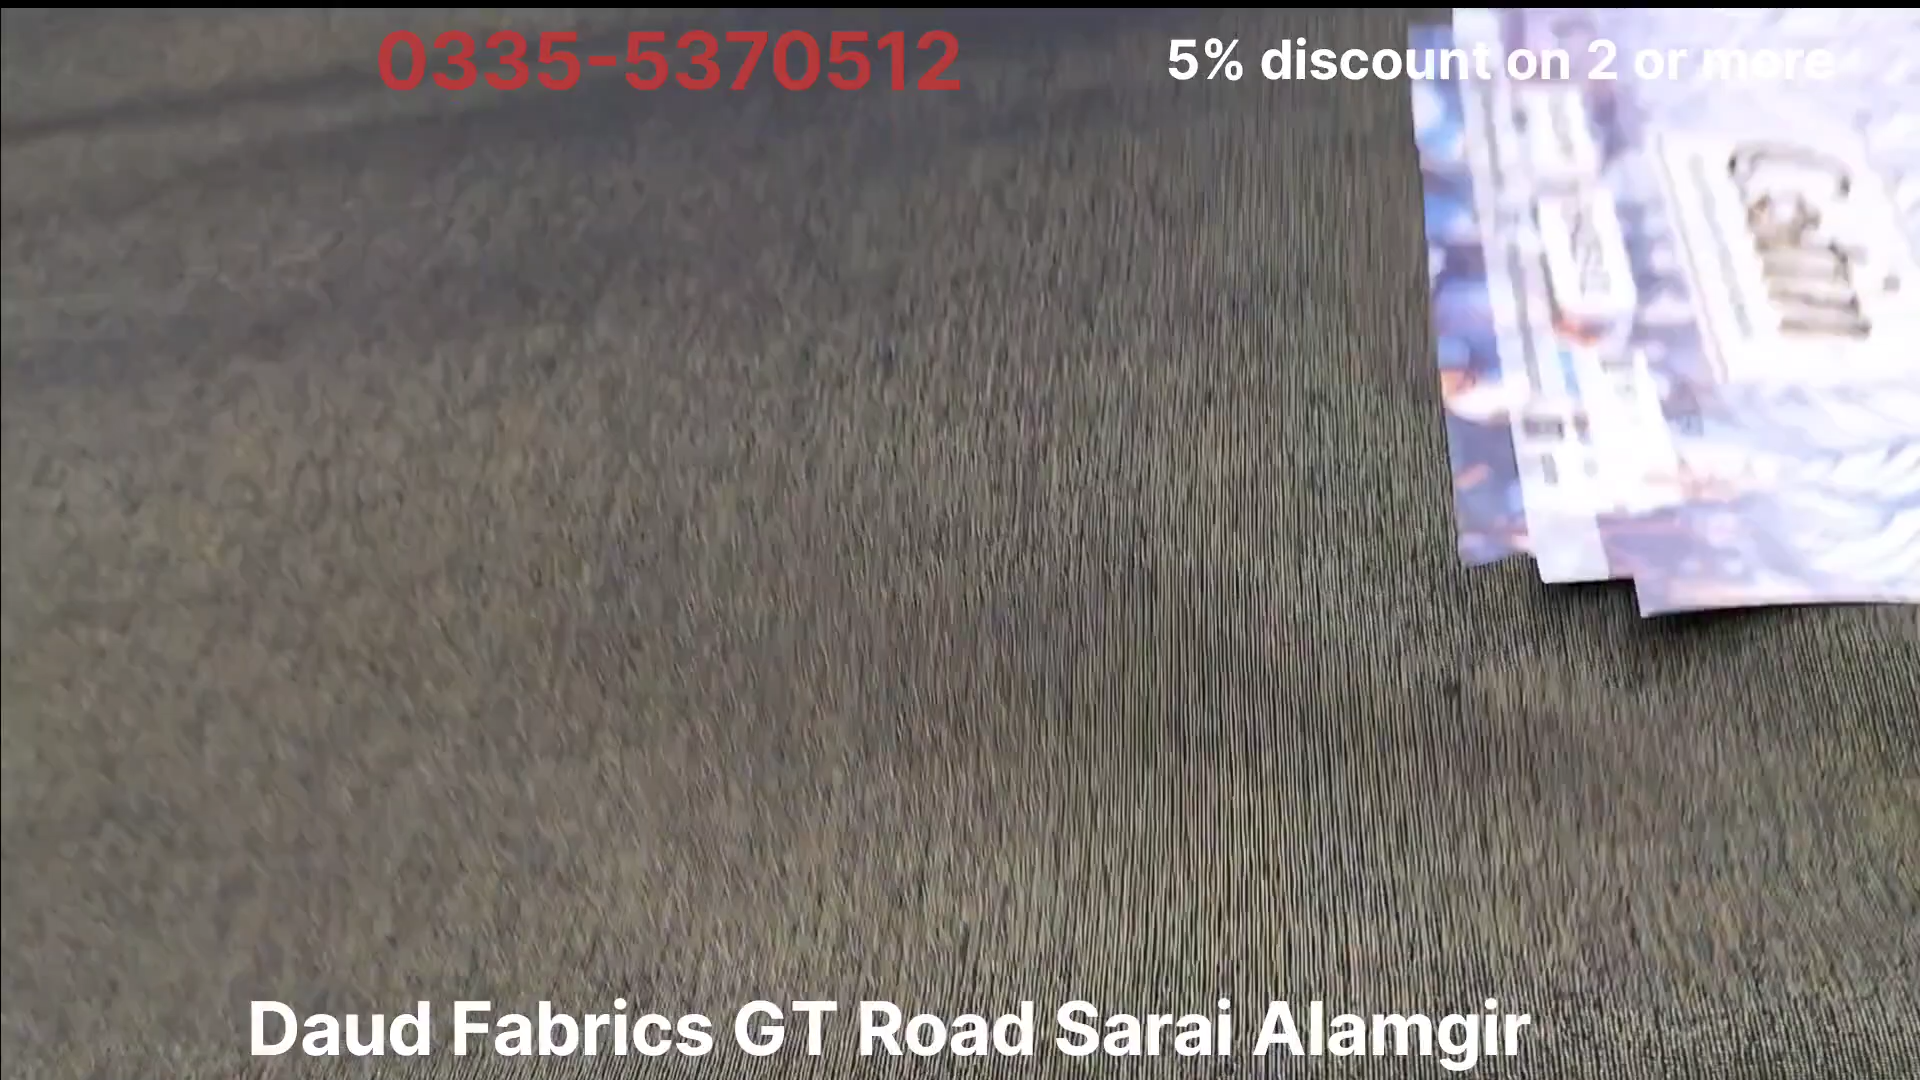 0335-5370512
5% discount on 2 or more
Daud Fabrics GT Road Sarai Alamgir